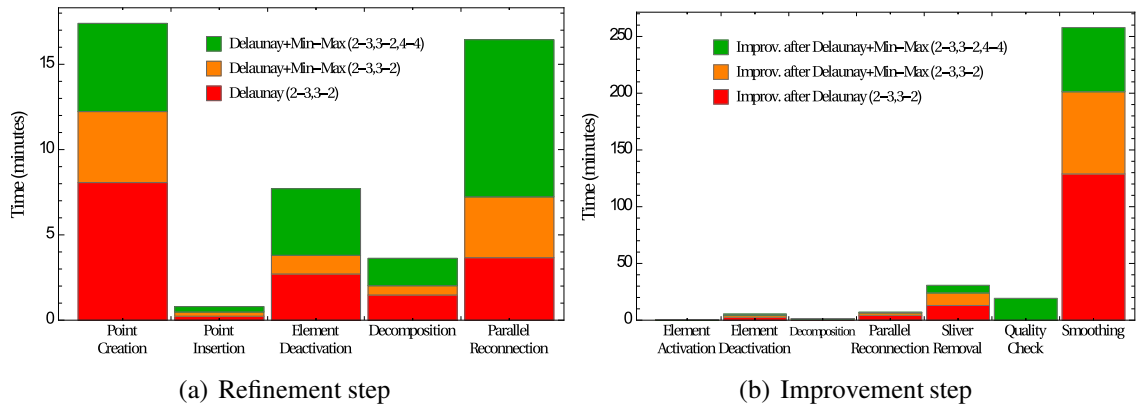 Delaunay+Min−Max (2−3,3−2,4−4)
Delaunay+Min−Max (2−3,3−2)
Delaunay (2−3,3−2)
Time (minutes)
15
10
5
0
Point Creation
Point Insertion
Element Deactivation
Decomposition
Parallel Reconnection
(a) Refinement step
Improv. after Delaunay+Min−Max (2−3,3−2,4−4)
Improv. after Delaunay+Min−Max (2−3,3−2)
Improv. after Delaunay (2−3,3−2)
Time (minutes)
250
200
150
100
50
0
Element Activation
Element Deactivation
Decomposition
Parallel Reconnection
Sliver Removal
Quality Check
Smoothing
(b) Improvement step